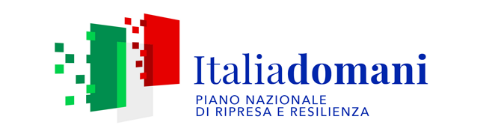 Italiadomani
PIANO NAZIONALE
DI RIPRESA E RESILIENZA